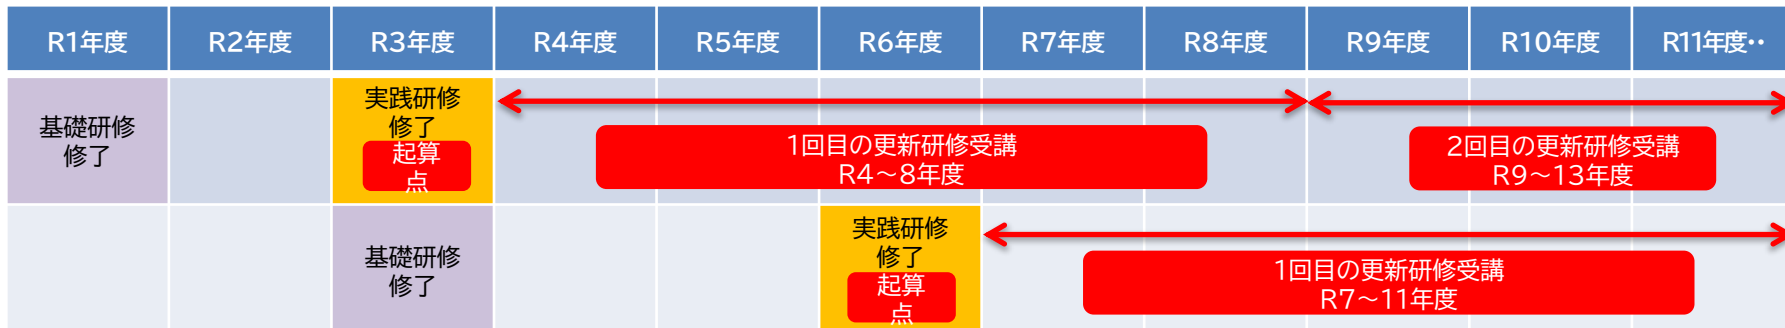 R1年度
R2年度
R3年度
R4年度
R5年度
R6年度
R7年度
R8年度
R9年度
R10年度
R11年度‥
基礎研修
修了
実践研修
修了
起算
点
1回目の更新研修受講
R4～8年度
2回目の更新研修受講
R9～13年度
基礎研修
修了
実践研修
修了
起算
点
1回目の更新研修受講
R7～11年度